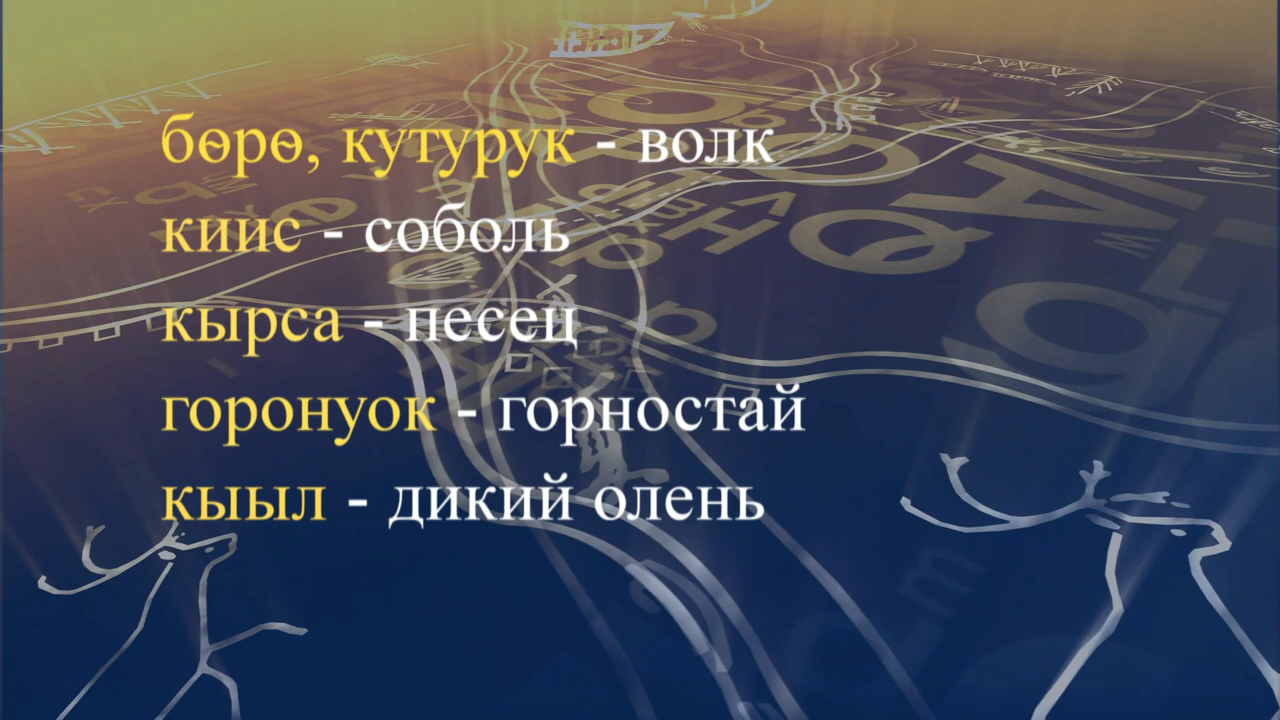 бөрө, кутурук - волк
киис - соболь
кырса - песец
горонуок - горностай
кыыл - дикий олень